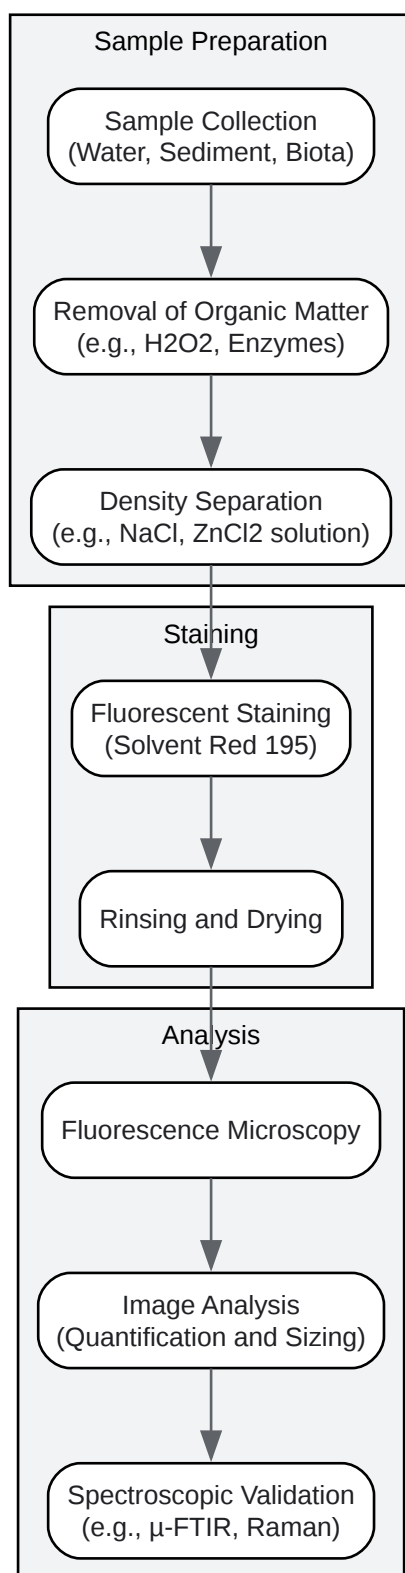 Sample Preparation
Sample Collection
(Water, Sediment, Biota)
Removal of Organic Matter
(e.g., H2O2, Enzymes)
Density Separation
(e.g., NaCl, ZnCl2 solution)
Staining
Fluorescent Staining
(Solvent Red 195)
Rinsing and Drying
Analysis
Fluorescence Microscopy
Image Analysis
(Quantification and Sizing)
Spectroscopic Validation
(e.g., µ-FTIR, Raman)